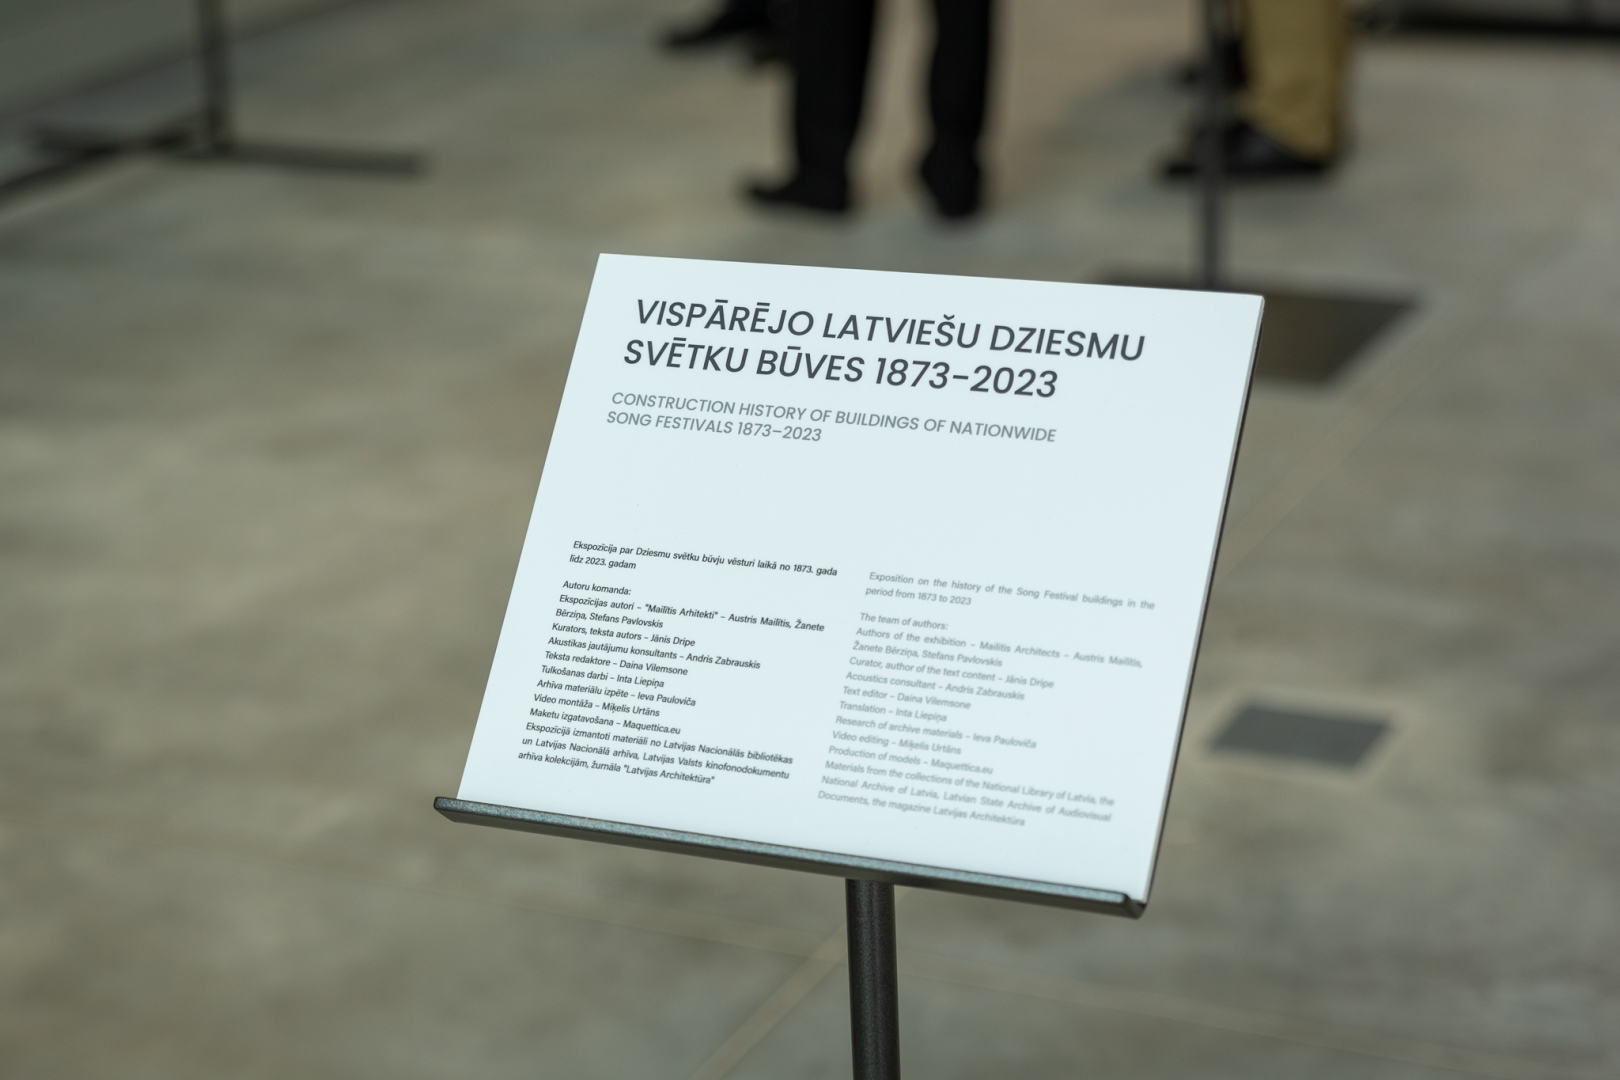 VISPĀRĒJO LATVIEŠU DZIESMU
SVĒTKU BŪVES 1873-2023
CONSTRUCTION HISTORY OF BUILDINGS OF NATIONWIDE
SONG FESTIVALS 1873–2023
Ekspozīcija par Dziesmu svētku būvju vēsturi laikā no 1873. gada
līdz 2023. gadam
Autoru komanda:
Ekspozīcijas autori – "Mailītis Arhitekti" – Austris Mailītis, Žanete
Bērziņa, Stefans Pavlovskis
Kurators, teksta autors – Jānis Dripe
Akustikas jautājumu konsultants – Andris Zabrauskis
Teksta redaktore – Daina Vilemsone
Tulkošanas darbi – Inta Liepiņa
Arhīva materiālu izpēte – Ieva Pauloviča
Video montāža – Miķelis Urtāns
Maketu izgatavošana – Maquettica.eu
Ekspozīcijā izmantoti materiāli no Latvijas Nacionālās bibliotēkas
un Latvijas Nacionālā arhīva, Latvijas Valsts kinofonodokumentu
arhīva kolekcijām, žurnāla "Latvijas Architektūra"
Exposition on the history of the Song Festival buildings in the
period from 1873 to 2023
The team of authors:
Authors of the exhibition – Mailītis Architects – Austris Mailītis,
Žanete Bērziņa, Stefans Pavlovskis
Curator, author of the text content – Jānis Dripe
Acoustics consultant – Andris Zabrauskis
Text editor – Daina Vilemsone
Translation – Inta Liepiņa
Research of archive materials – Ieva Pauloviča
Video editing – Miķelis Urtāns
Production of models – Maquettica.eu
Materials from the collections of the National Library of Latvia, the
National Archive of Latvia, Latvian State Archive of Audiovisual
Documents, the magazine Latvijas Architektūra